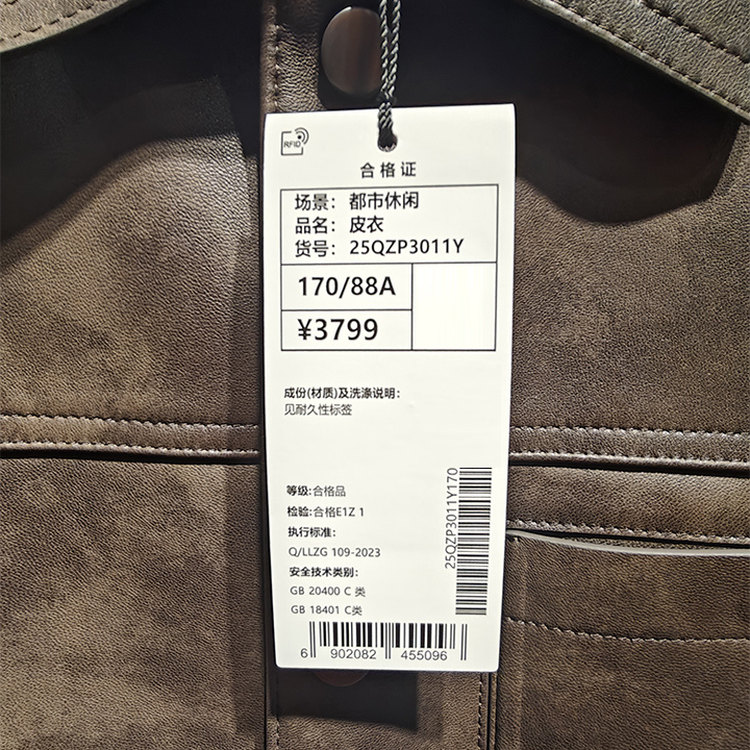 RFID
合格证
场景: 都市休闲
品名: 皮衣
货号: 25QZP3011Y
170/88A
¥3799
成份(材质)及洗涤说明:
见耐久性标签
等级:合格品
检验:合格E1Z 1
执行标准:
Q/LLZG 109-2023
安全技术类别:
GB 20400 C 类
GB 18401 C类
25QZP3011Y170
6 902082 455096